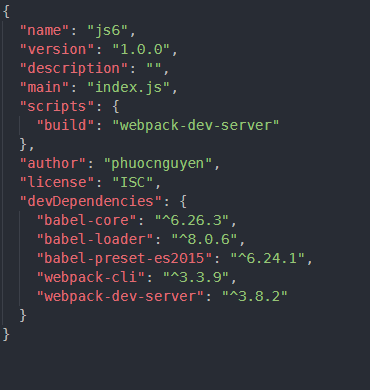 {
"name": "js6",
"version": "1.0.0",
"description": "",
"main": "index.js",
"scripts": {
"build": "webpack-dev-server"
},
"author": "phuocnguyen",
"license": "ISC",
"devDependencies": {
"babel-core": "^6.26.3",
"babel-loader": "^8.0.6",
"babel-preset-es2015": "^6.24.1",
"webpack-cli": "^3.3.9",
"webpack-dev-server": "^3.8.2"
}
}